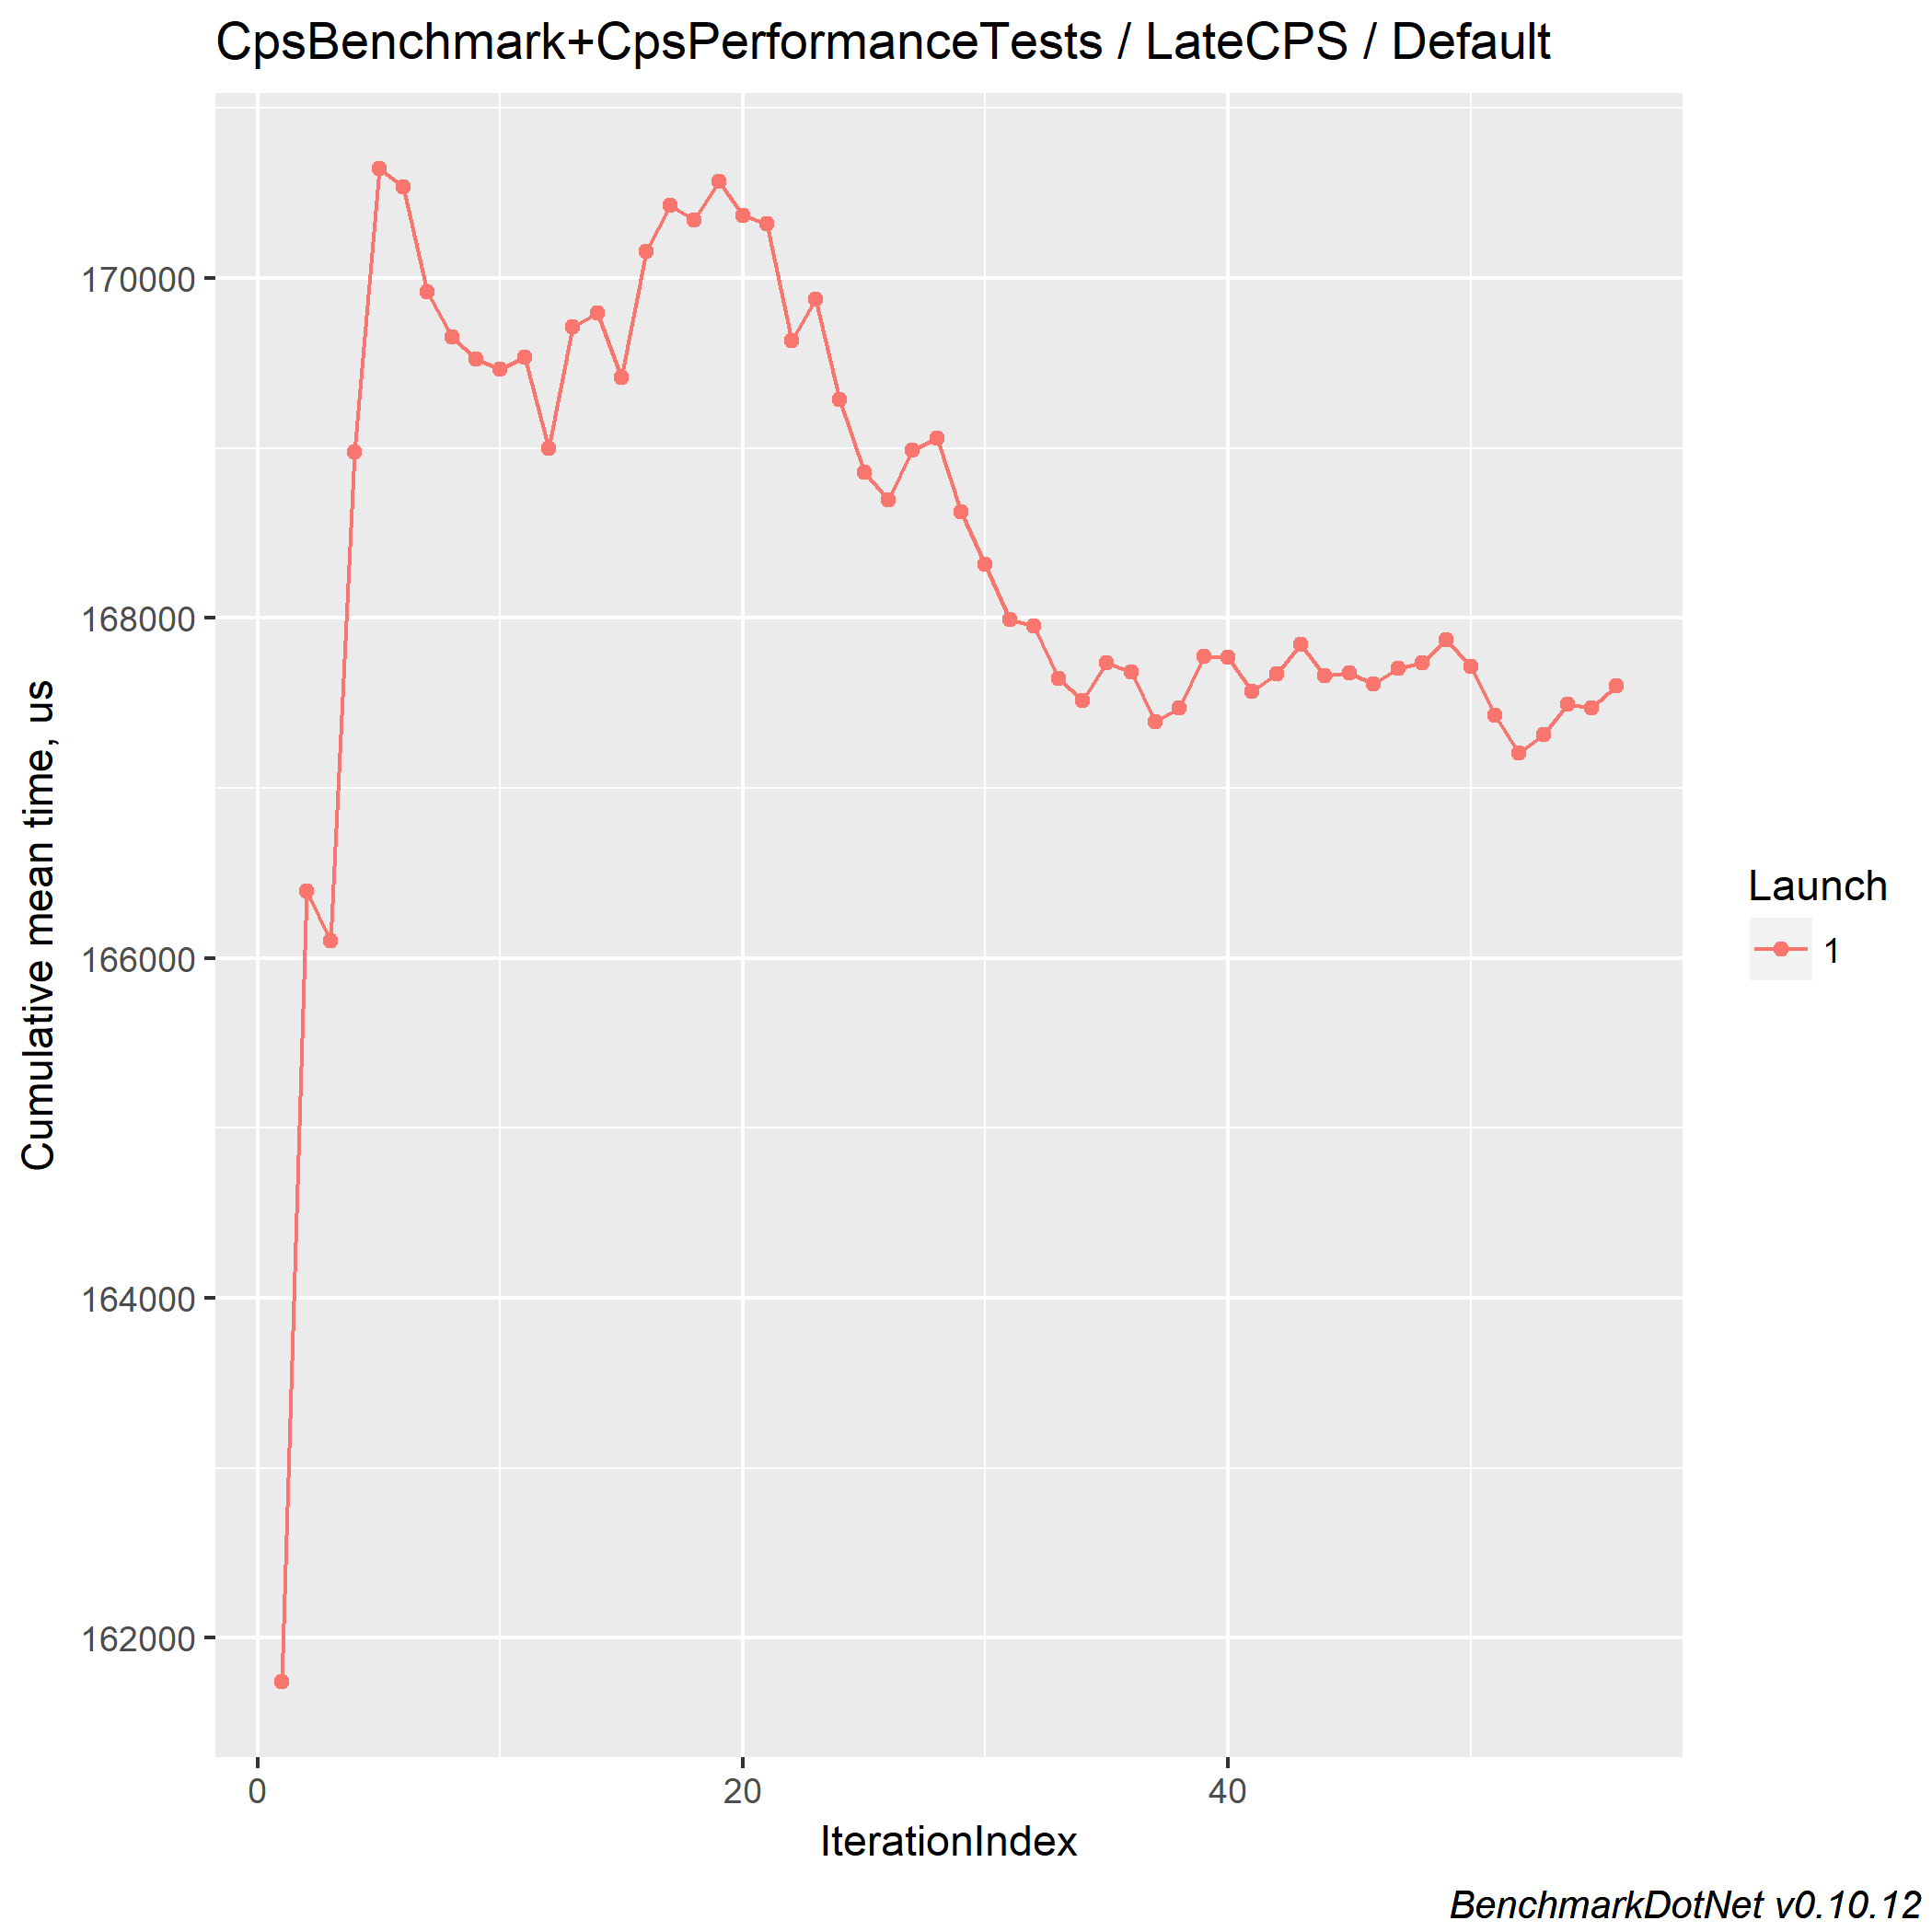 CpsBenchmark+CpsPerformanceTests / LateCPS / Default
Cumulative mean time, us
170000
168000
166000
164000
162000
0 20 40
IterationIndex
Launch
1
BenchmarkDotNet v0.10.12